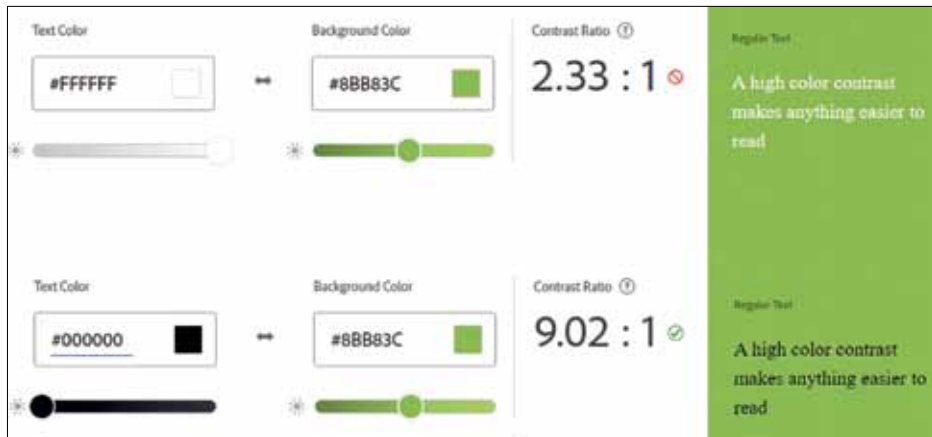 Text Color
Background Color
Contrast Ratio ?
Regular Text
#FFFFFF
#8BB83C
2.33 : 1
A high color contrast
makes anything easier to
read
Text Color
Background Color
Contrast Ratio ?
Regular Text
#000000
#8BB83C
9.02 : 1
A high color contrast
makes anything easier to
read